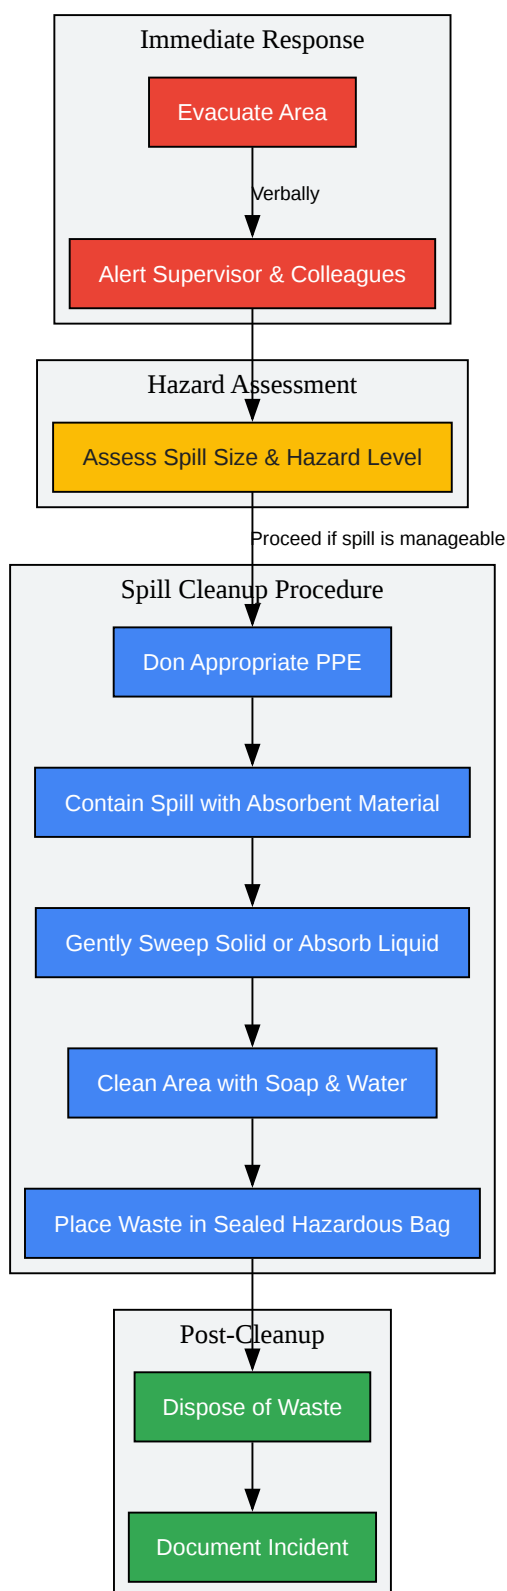 Immediate Response
Evacuate Area
Verbally
Alert Supervisor & Colleagues
Hazard Assessment
Assess Spill Size & Hazard Level
Proceed if spill is manageable
Spill Cleanup Procedure
Don Appropriate PPE
Contain Spill with Absorbent Material
Gently Sweep Solid or Absorb Liquid
Clean Area with Soap & Water
Place Waste in Sealed Hazardous Bag
Post-Cleanup
Dispose of Waste
Document Incident